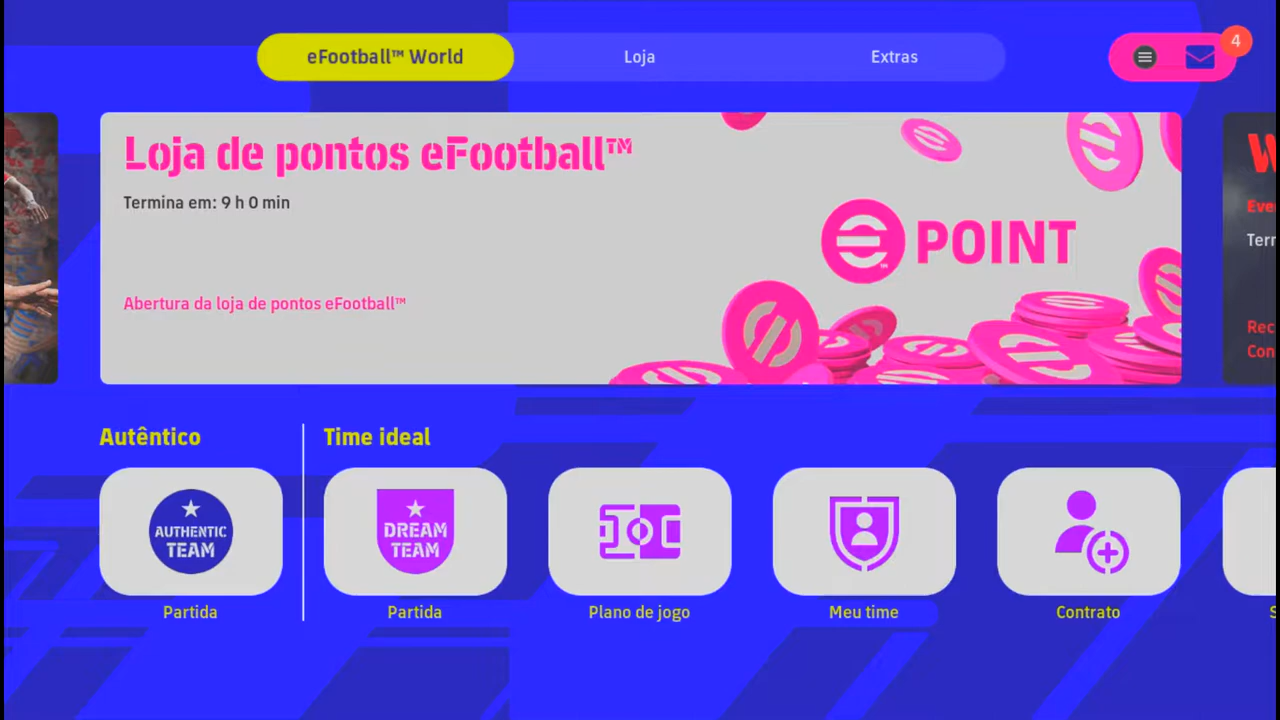 eFootball™ World
Loja
Extras
4
Loja de pontos eFootball™
Termina em: 9 h 0 min
POINT
Abertura da loja de pontos eFootball™
Autêntico
Time ideal
AUTHENTIC
TEAM
DREAM
TEAM
Partida
Partida
Plano de jogo
Meu time
Contrato